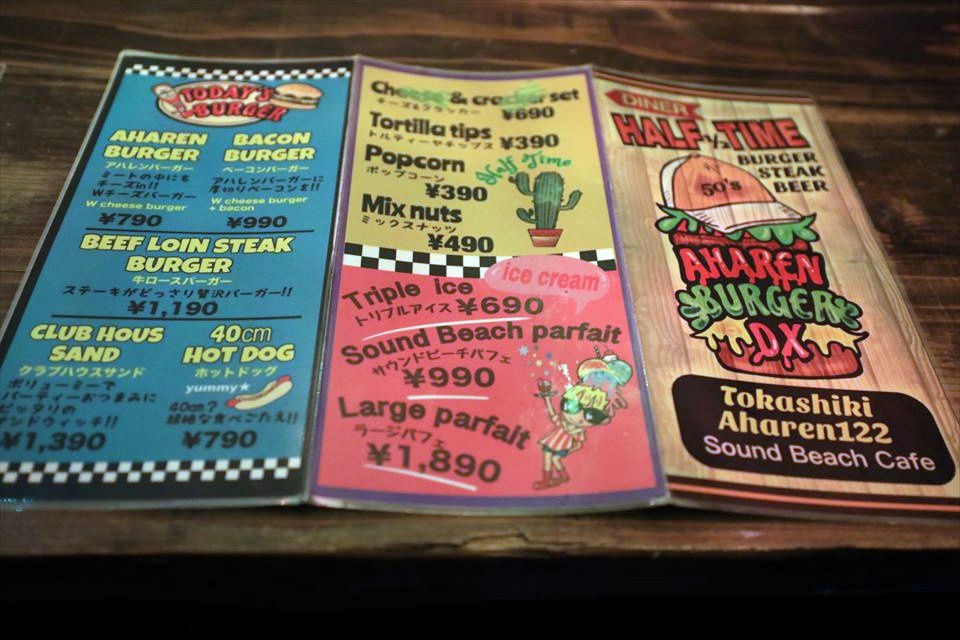 TODAY'S
BURGER
AHAREN
BURGER
アハレンバーガー
ミートの中にも
チーズin!!
Wチーズバーガー
W cheese burger
¥790
BACON
BURGER
ベーコンバーガー
アハレンバーガーに
厚切りベーコンを!!
W cheese burger
+ bacon
¥990
BEEF LOIN STEAK
BURGER
牛ロースバーガー
ステーキがどっさり贅沢バーガー!!
¥1,190
CLUB HOUS
SAND
クラブハウスサンド
ボリューミーで
パーティーおつまみに
ピッタリの
サンドウィッチ!!
¥1,390
40cm
HOT DOG
ホットドッグ
yummy★
40cm?
超絶な食べごたえ!!
¥790
Cheese & cracker set
チーズ&クラッカー
¥690
Tortilla tips
トルティーヤチップス
¥390
Popcorn
ポップコーン
¥390
Half Time
Mix nuts
ミックスナッツ
¥490
ice cream
Triple ice
トリプルアイス ¥690
Sound Beach parfait
サウンドビーチパフェ
¥990
Large parfait
ラージパフェ
¥1,890
DINER
HALF 1/2 TIME
BURGER
STEAK
BEER
50's
AHAREN
BURGER
DX
Tokashiki
Aharen122
Sound Beach Cafe